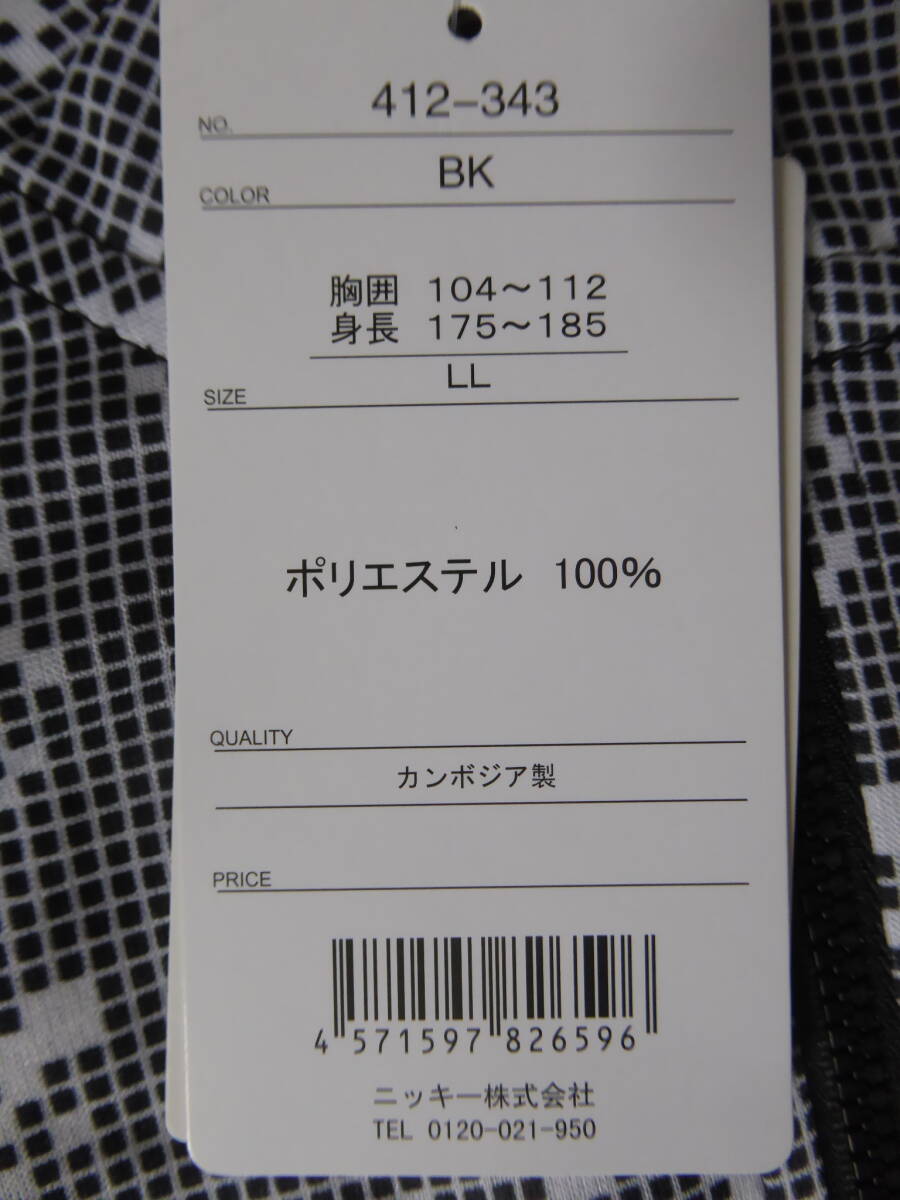 412-343
NO.
BK
COLOR
胸囲 104～112
身長 175～185
LL
SIZE
ポリエステル 100%
QUALITY
カンボジア製
PRICE
4 571597 826596
ニッキー株式会社
TEL 0120-021-950